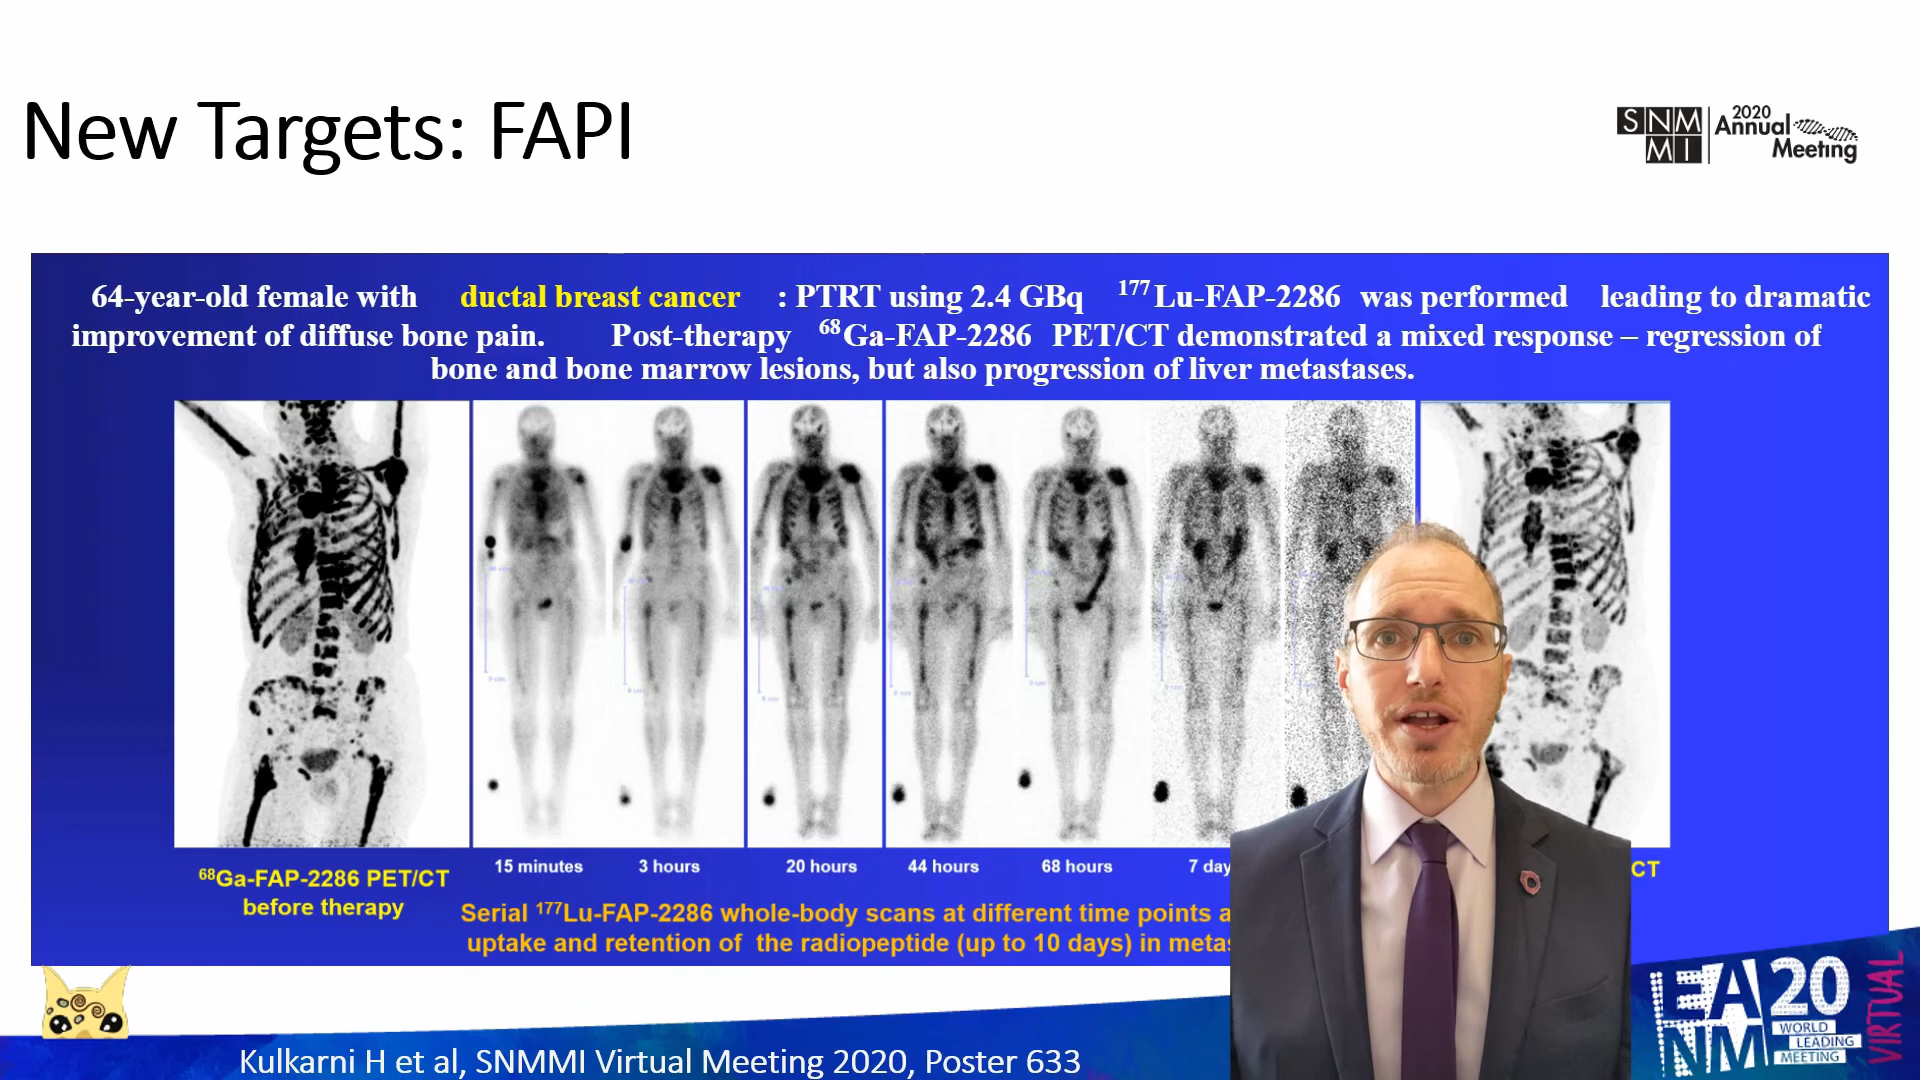 New Targets: FAPI
SNM MI
2020 Annual Meeting
64-year-old female with ductal breast cancer : PTRT using 2.4 GBq ¹⁷⁷Lu-FAP-2286 was performed leading to dramatic
improvement of diffuse bone pain. Post-therapy ⁶⁸Ga-FAP-2286 PET/CT demonstrated a mixed response – regression of
bone and bone marrow lesions, but also progression of liver metastases.
15 minutes 3 hours 20 hours 44 hours 68 hours 7 day
⁶⁸Ga-FAP-2286 PET/CT
before therapy
CT
Serial ¹⁷⁷Lu-FAP-2286 whole-body scans at different time points a
uptake and retention of the radiopeptide (up to 10 days) in metas
Kulkarni H et al, SNMMI Virtual Meeting 2020, Poster 633
EANM 20
WORLD
LEADING
MEETING
VIRTUAL